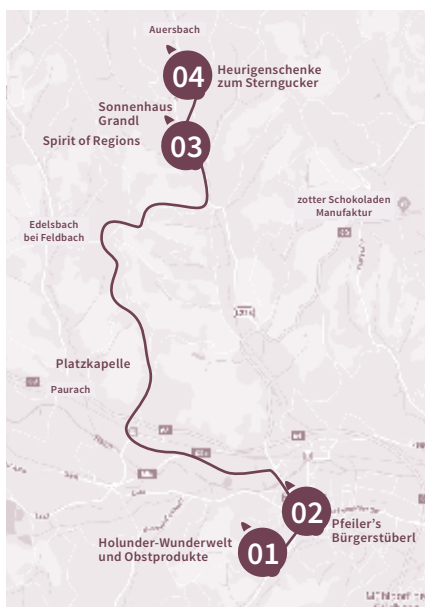 Auersbach
04
Heurigenschenke
zum Sterngucker
Sonnenhaus
Grandl
Spirit of Regions
03
zotter Schokoladen
Manufaktur
Edelsbach
bei Feldbach
Platzkapelle
Paurach
02
Pfeiler's
Bürgerstüberl
Holunder-Wunderwelt
und Obstprodukte
01